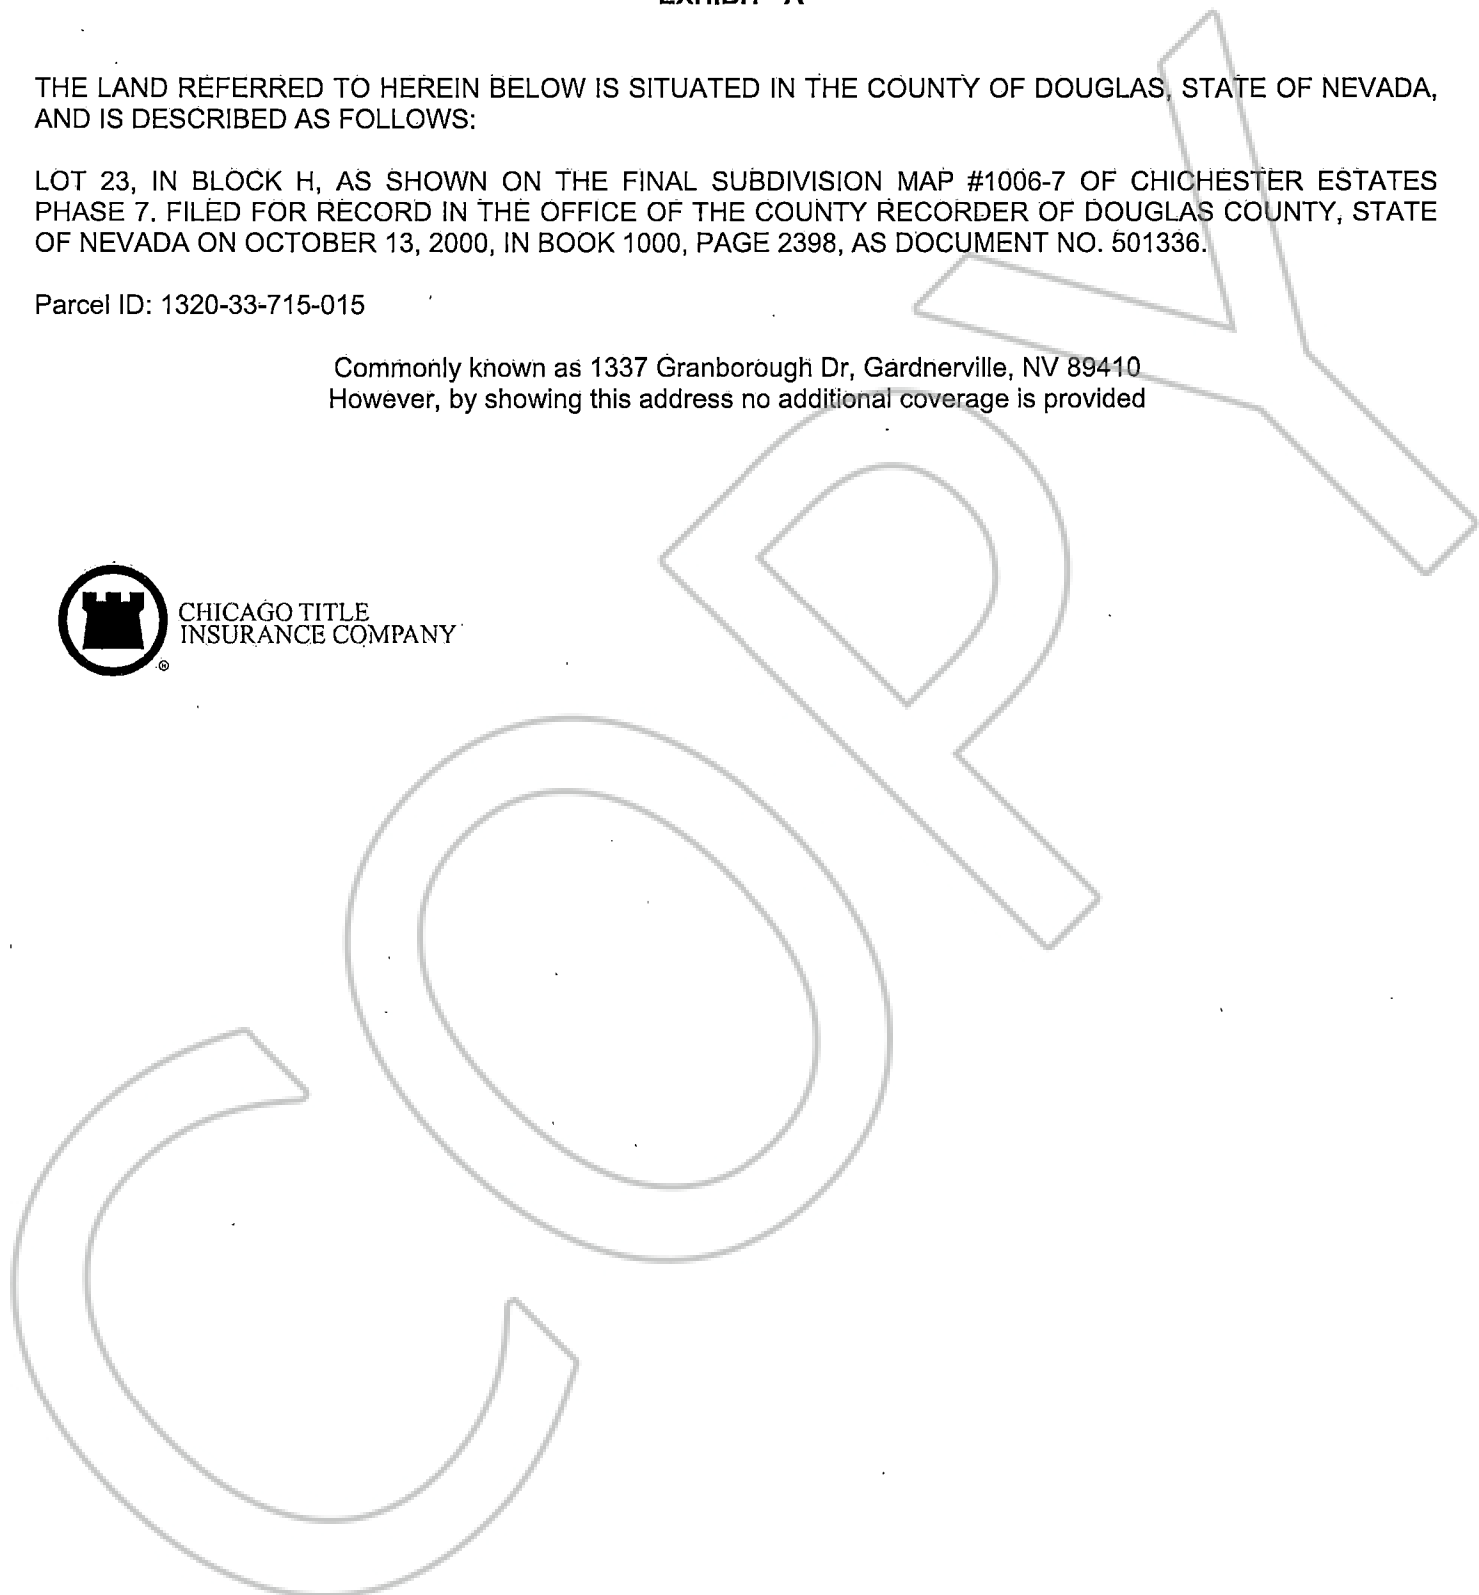 EXHIBIT "A"
THE LAND REFERRED TO HEREIN BELOW IS SITUATED IN THE COUNTY OF DOUGLAS, STATE OF NEVADA,
AND IS DESCRIBED AS FOLLOWS:
LOT 23, IN BLOCK H, AS SHOWN ON THE FINAL SUBDIVISION MAP #1006-7 OF CHICHESTER ESTATES
PHASE 7. FILED FOR RECORD IN THE OFFICE OF THE COUNTY RECORDER OF DOUGLAS COUNTY, STATE
OF NEVADA ON OCTOBER 13, 2000, IN BOOK 1000, PAGE 2398, AS DOCUMENT NO. 501336.
Parcel ID: 1320-33-715-015
Commonly known as 1337 Granborough Dr, Gardnerville, NV 89410
However, by showing this address no additional coverage is provided
CHICAGO TITLE
INSURANCE COMPANY
®
COPY